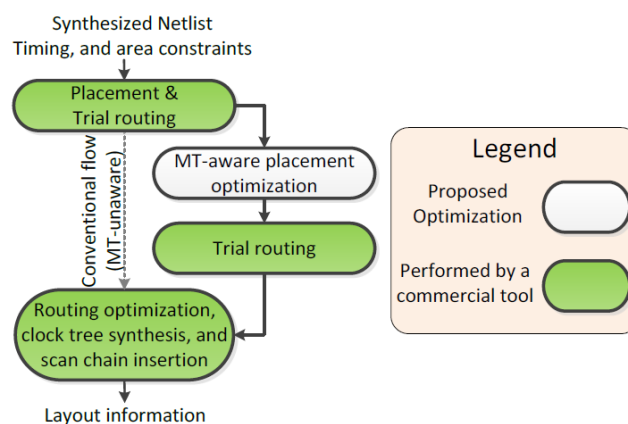 Synthesized Netlist
Timing, and area constraints
Placement &
Trial routing
Conventional flow
(MT-unaware)
MT-aware placement
optimization
Trial routing
Routing optimization,
clock tree synthesis, and
scan chain insertion
Layout information
Legend
Proposed
Optimization
Performed by a
commercial tool